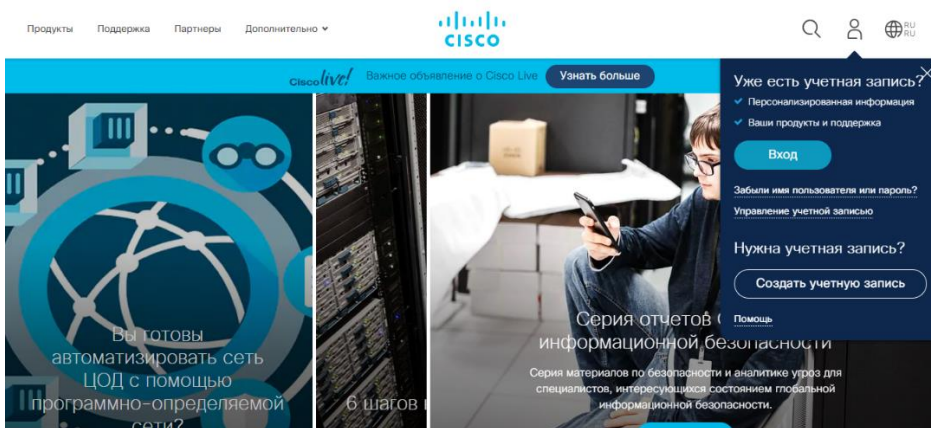 Продукты
Поддержка
Партнеры
Дополнительно
CISCO
RU
RU
Cisco live!
Важное объявление о Cisco Live
Узнать больше
Уже есть учетная запись?
Персонализированная информация
Ваши продукты и поддержка
Вход
Забыли имя пользователя или пароль?
Управление учетной записью
Нужна учетная запись?
Создать учетную запись
Помощь
Вы готовы
автоматизировать сеть
ЦОД с помощью
программно-определяемой
сети?
6 шагов
Серия отчетов
информационной безопасности
Серия материалов по безопасности и аналитике угроз для
специалистов, интересующихся состоянием глобальной
информационной безопасности.